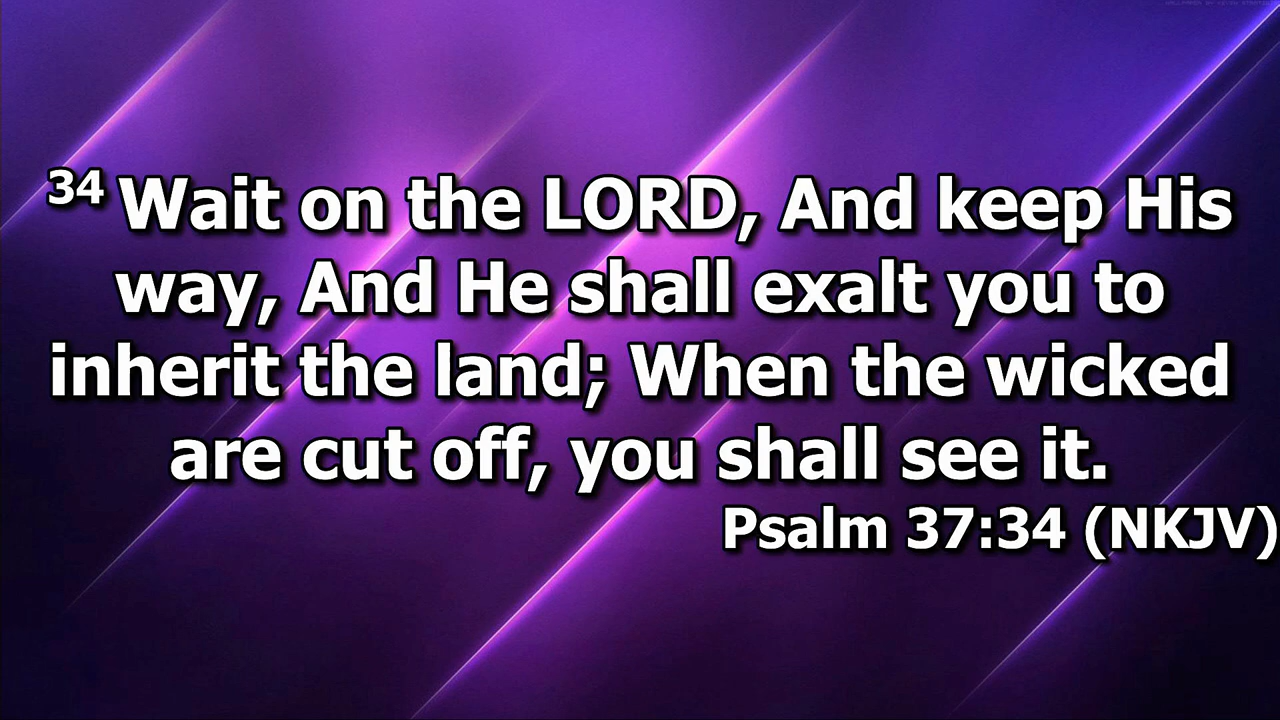 34 Wait on the LORD, And keep His
way, And He shall exalt you to
inherit the land; When the wicked
are cut off, you shall see it.
Psalm 37:34 (NKJV)